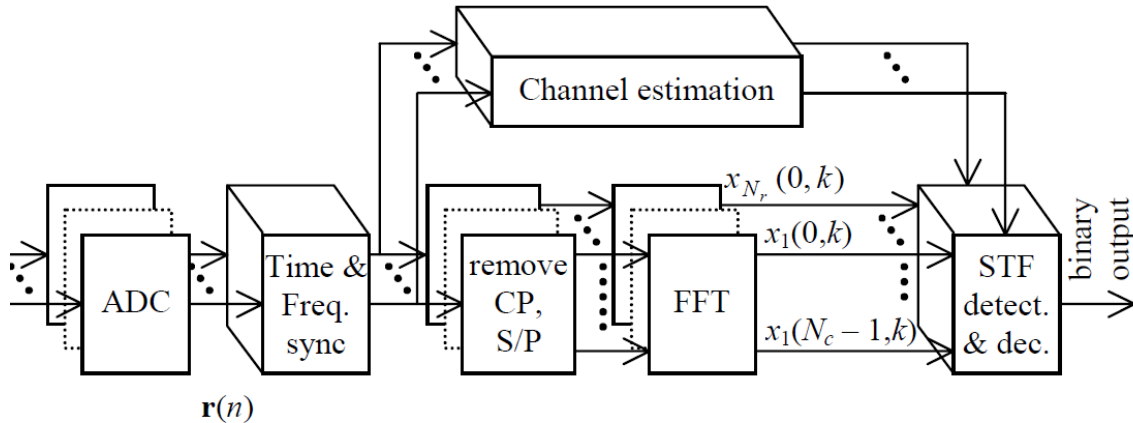 Channel estimation
x_{N_r}(0, k)
x_1(0,k)
x_1(N_c − 1,k)
ADC
Time &
Freq.
sync
remove
CP,
S/P
FFT
STF
detect.
& dec.
binary
output
r(n)